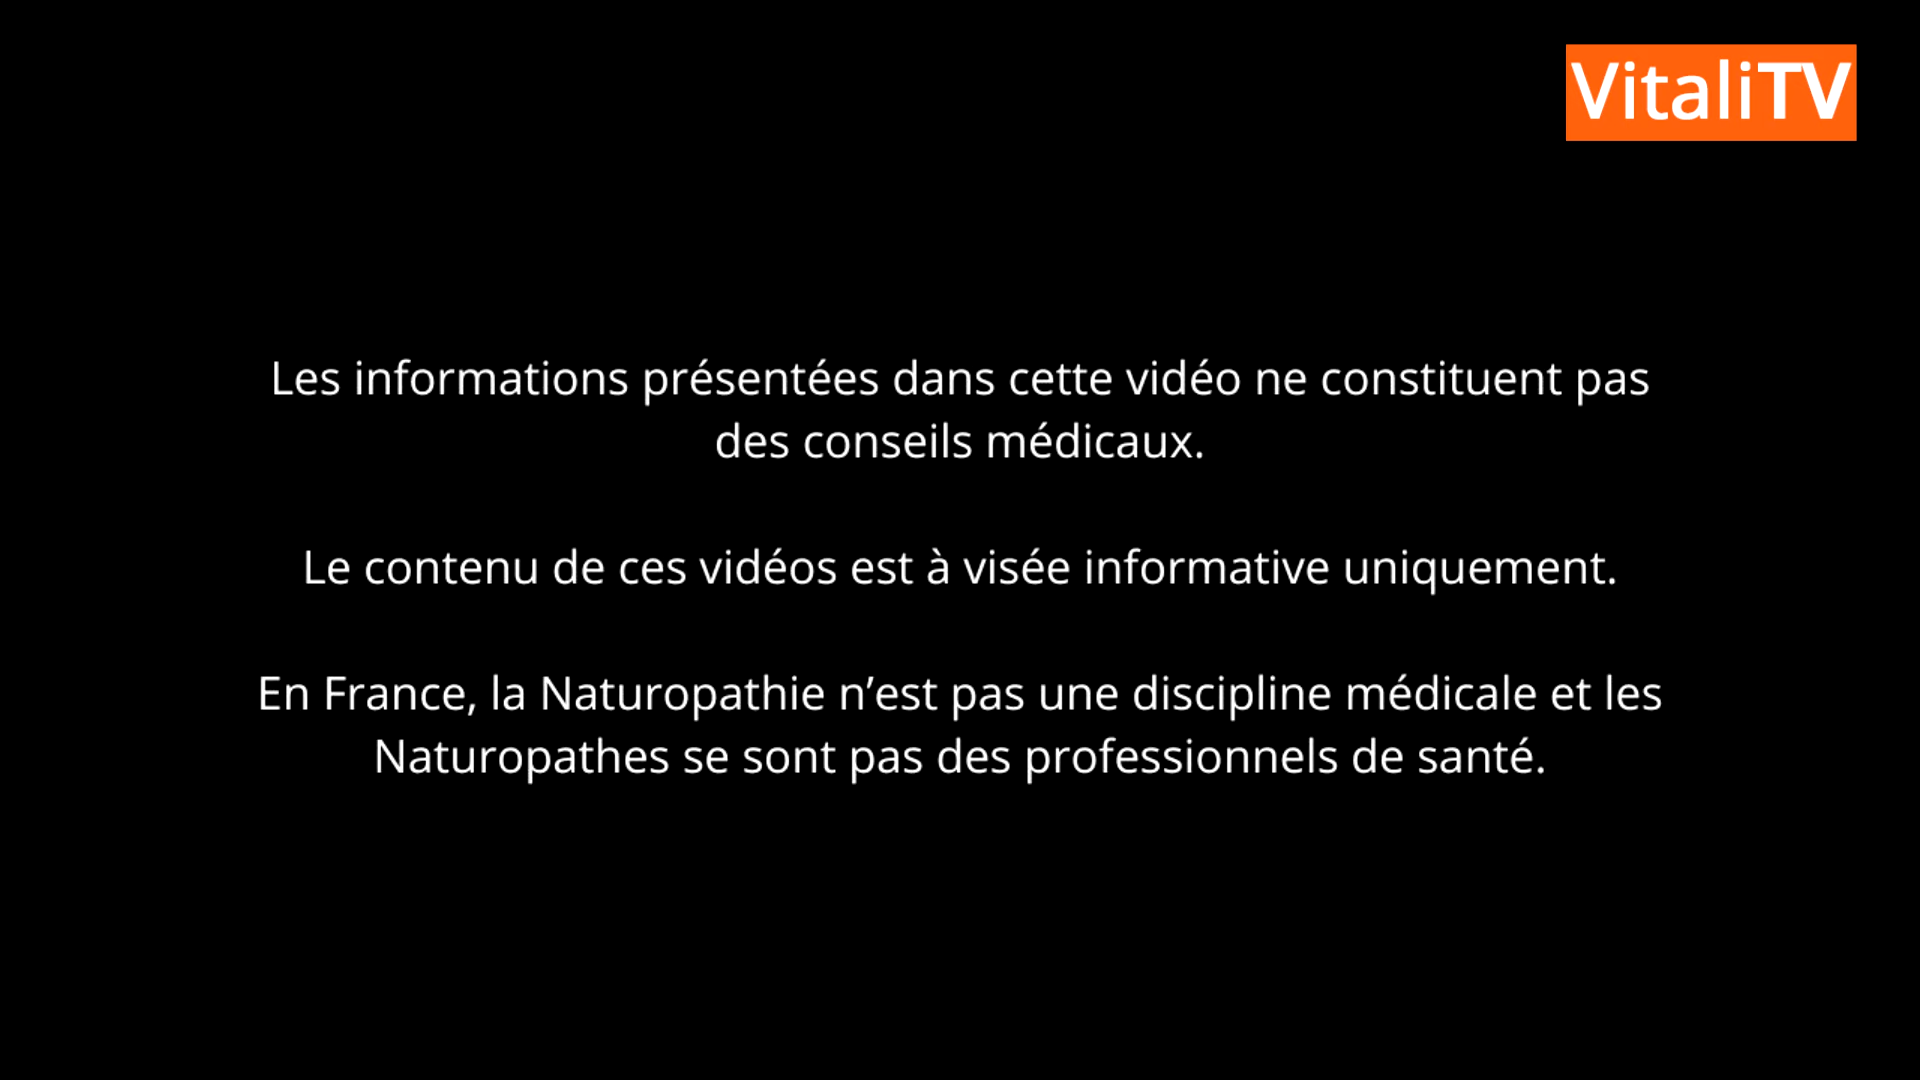 VitaliTV
Les informations présentées dans cette vidéo ne constituent pas
des conseils médicaux.
Le contenu de ces vidéos est à visée informative uniquement.
En France, la Naturopathie n’est pas une discipline médicale et les
Naturopathes se sont pas des professionnels de santé.